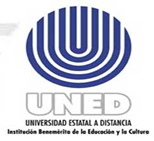 UNED
UNIVERSIDAD ESTATAL A DISTANCIA
Institución Benemérita de la Educación y la Cultura